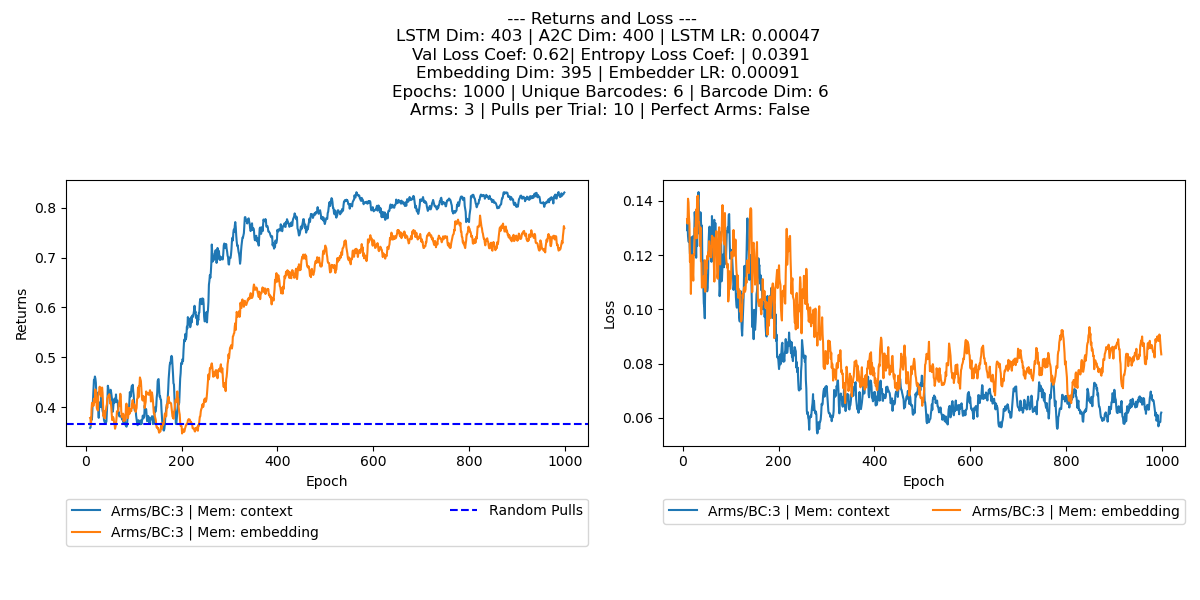 --- Returns and Loss ---
LSTM Dim: 403 | A2C Dim: 400 | LSTM LR: 0.00047
Val Loss Coef: 0.62| Entropy Loss Coef: | 0.0391
Embedding Dim: 395 | Embedder LR: 0.00091
Epochs: 1000 | Unique Barcodes: 6 | Barcode Dim: 6
Arms: 3 | Pulls per Trial: 10 | Perfect Arms: False
0.8
0.7
0.6
0.5
0.4
Returns
0 200 400 600 800 1000
Epoch
Arms/BC:3 | Mem: context
Arms/BC:3 | Mem: embedding
Random Pulls
0.14
0.12
0.10
0.08
0.06
Loss
0 200 400 600 800 1000
Epoch
Arms/BC:3 | Mem: context
Arms/BC:3 | Mem: embedding